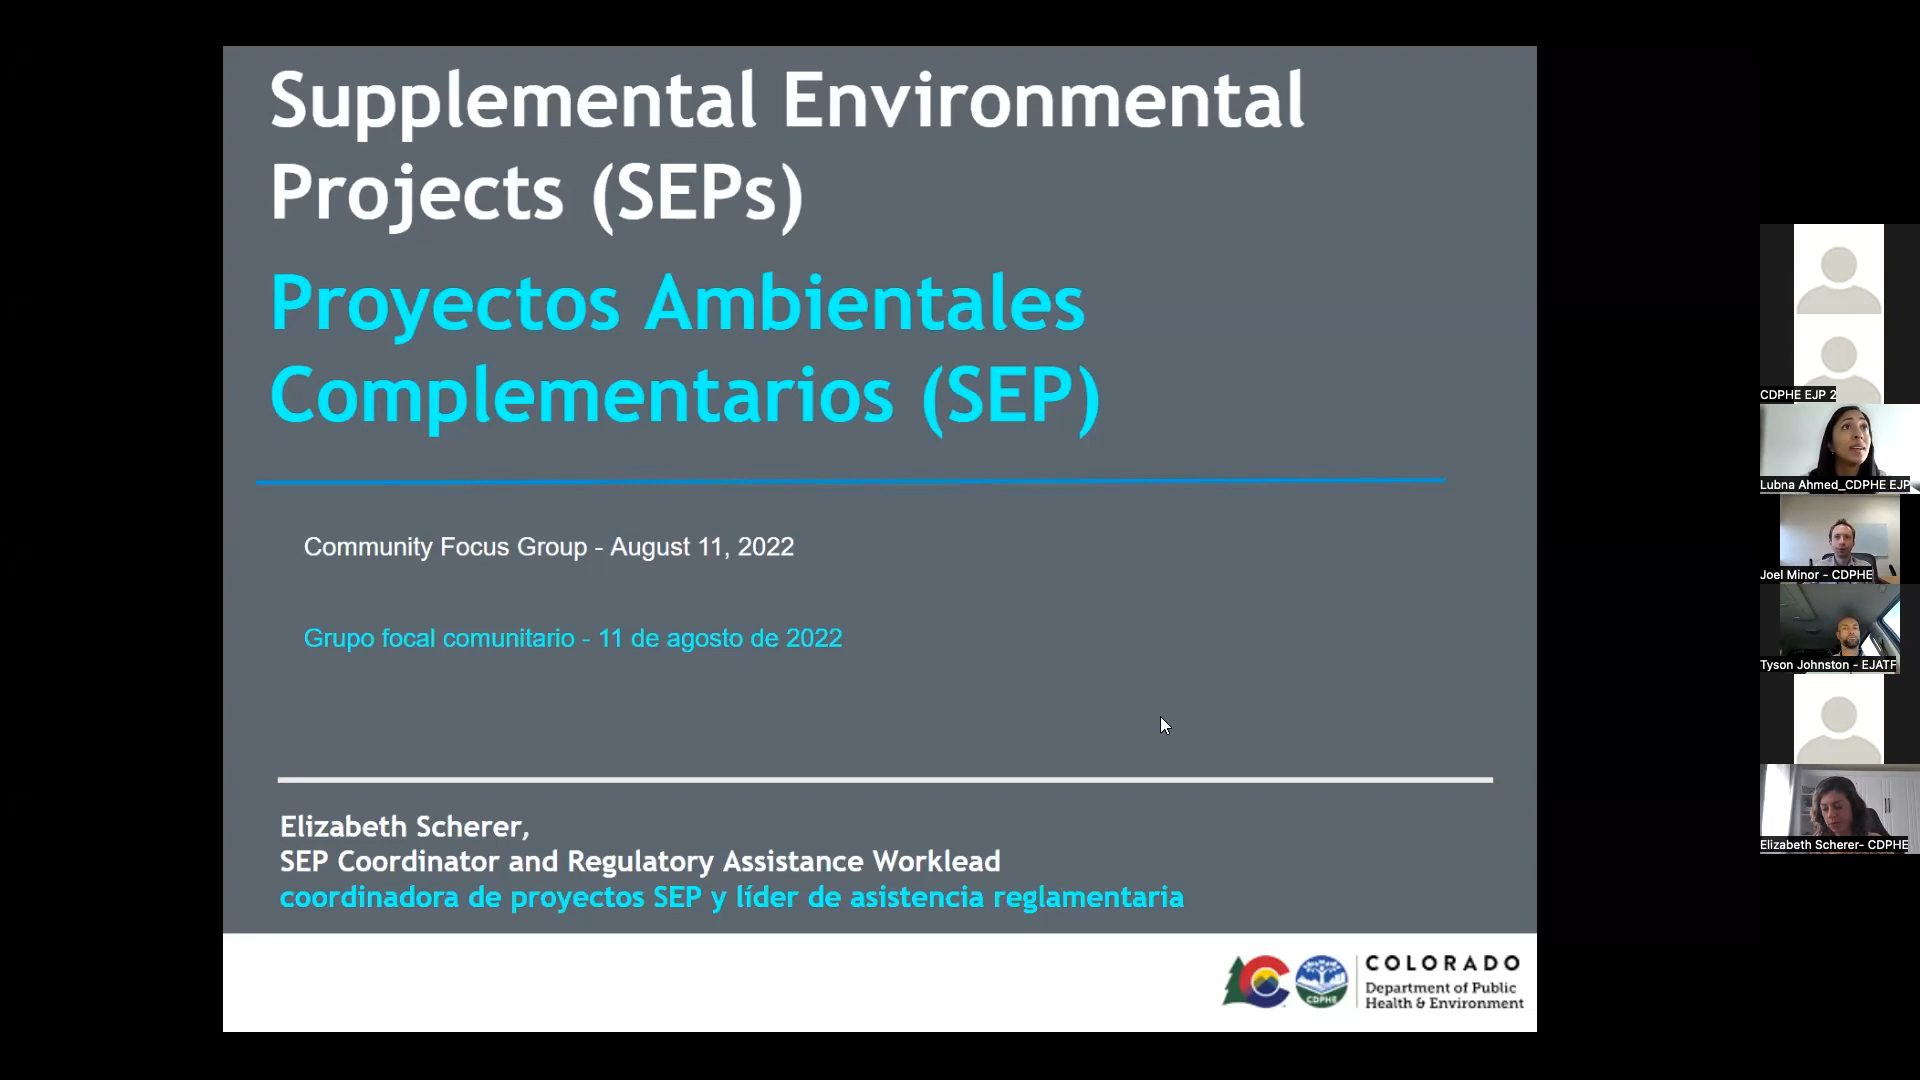 Supplemental Environmental
Projects (SEPs)
Proyectos Ambientales
Complementarios (SEP)
Community Focus Group - August 11, 2022
Grupo focal comunitario - 11 de agosto de 2022
Elizabeth Scherer,
SEP Coordinator and Regulatory Assistance Worklead
coordinadora de proyectos SEP y líder de asistencia reglamentaria
CDPHE
COLORADO
Department of Public
Health & Environment
CDPHE EJP 2
Lubna Ahmed_CDPHE EJP
Joel Minor - CDPHE
Tyson Johnston - EJATF
Elizabeth Scherer- CDPHE